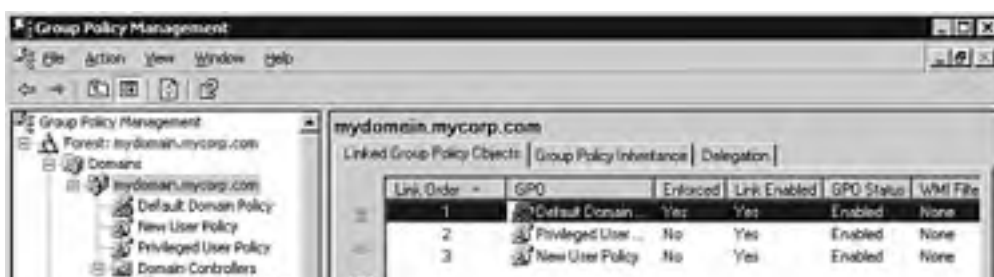 Group Policy Management
File Action View Window Help
Group Policy Management
Forest: mydomain.mycorp.com
Domains
mydomain.mycorp.com
Default Domain Policy
New User Policy
Privileged User Policy
Domain Controllers
mydomain.mycorp.com
Linked Group Policy Objects Group Policy Inheritance Delegation
Link Order GPO Enforced Link Enabled GPO Status WMI Filte
1 Default Domain ... Yes Yes Enabled None
2 Privileged User ... No Yes Enabled None
3 New User Policy No Yes Enabled None